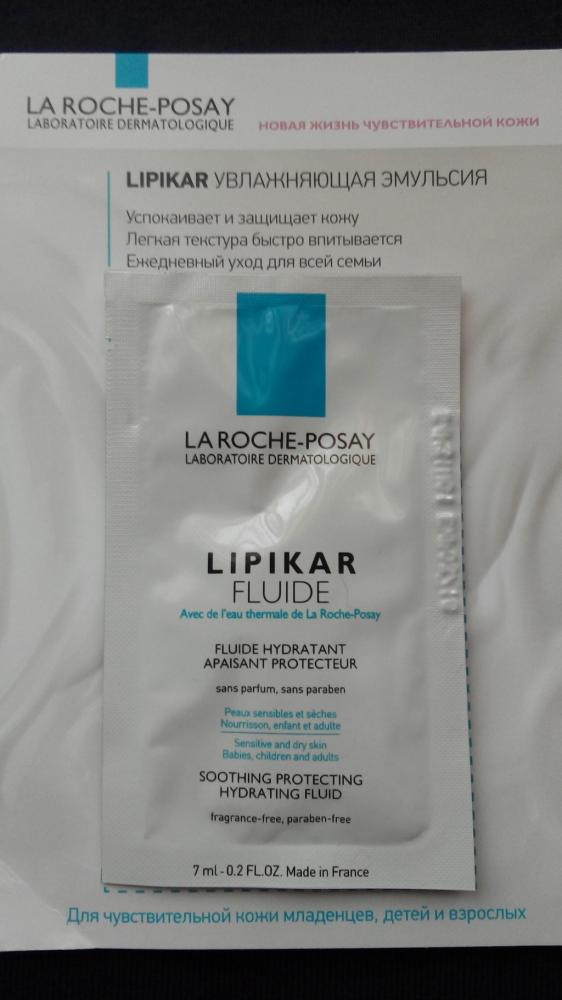 LA ROCHE-POSAY
LABORATOIRE DERMATOLOGIQUE
НОВАЯ ЖИЗНЬ ЧУВСТВИТЕЛЬНОЙ КОЖИ
LIPIKAR УВЛАЖНЯЮЩАЯ ЭМУЛЬСИЯ
Успокаивает и защищает кожу
Легкая текстура быстро впитывается
Ежедневный уход для всей семьи
LA ROCHE-POSAY
LABORATOIRE DERMATOLOGIQUE
LIPIKAR
FLUIDE
Avec de l'eau thermale de La Roche-Posay
FLUIDE HYDRATANT
APAISANT PROTECTEUR
sans parfum, sans paraben
Peaux sensibles et sèches
Nourrisson, enfant et adulte
Sensitive and dry skin
Babies, children and adults
SOOTHING PROTECTING
HYDRATING FLUID
fragrance-free, paraben-free
7 ml - 0.2 FL.OZ. Made in France
Для чувствительной кожи младенцев, детей и взрослых